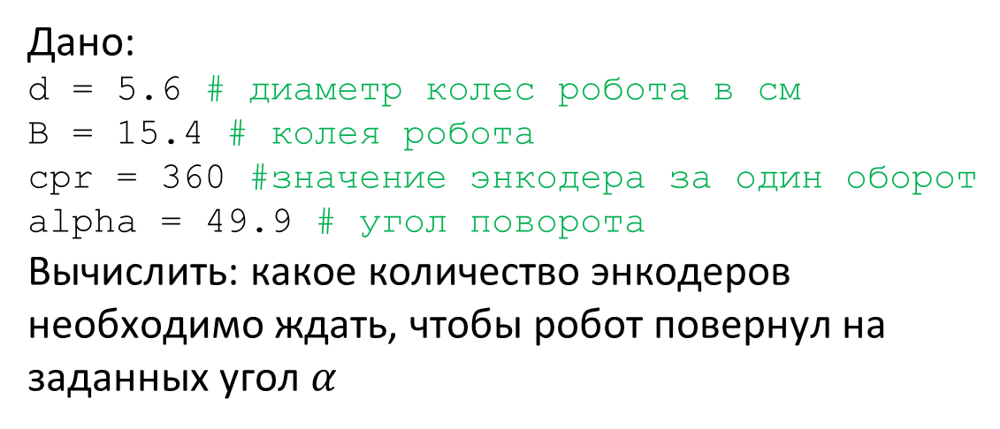 Дано:
d = 5.6 # диаметр колес робота в см
B = 15.4 # колея робота
cpr = 360 #значение энкодера за один оборот
alpha = 49.9 # угол поворота
Вычислить: какое количество энкодеров
необходимо ждать, чтобы робот повернул на
заданных угол α